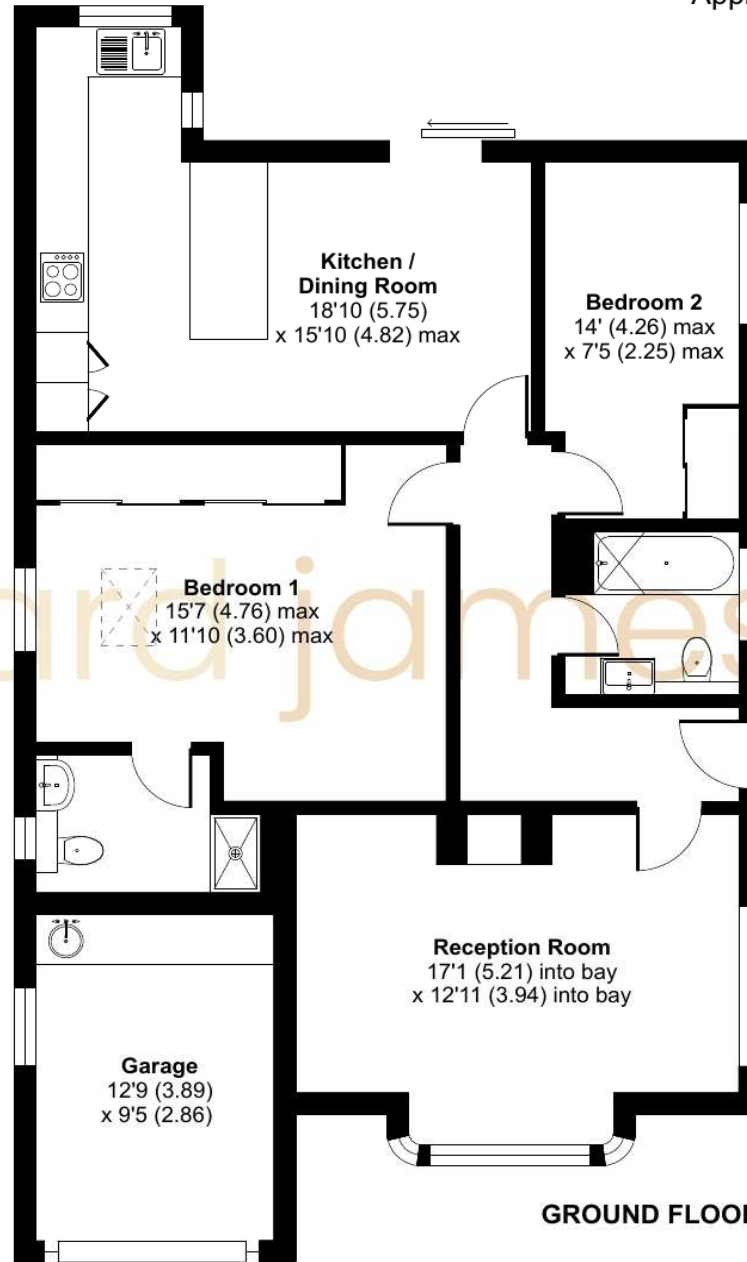 Kitchen /
Dining Room
18'10 (5.75)
x 15'10 (4.82) max
Bedroom 2
14' (4.26) max
x 7'5 (2.25) max
Bedroom 1
15'7 (4.76) max
x 11'10 (3.60) max
ard james
Reception Room
17'1 (5.21) into bay
x 12'11 (3.94) into bay
Garage
12'9 (3.89)
x 9'5 (2.86)
GROUND FLOOR